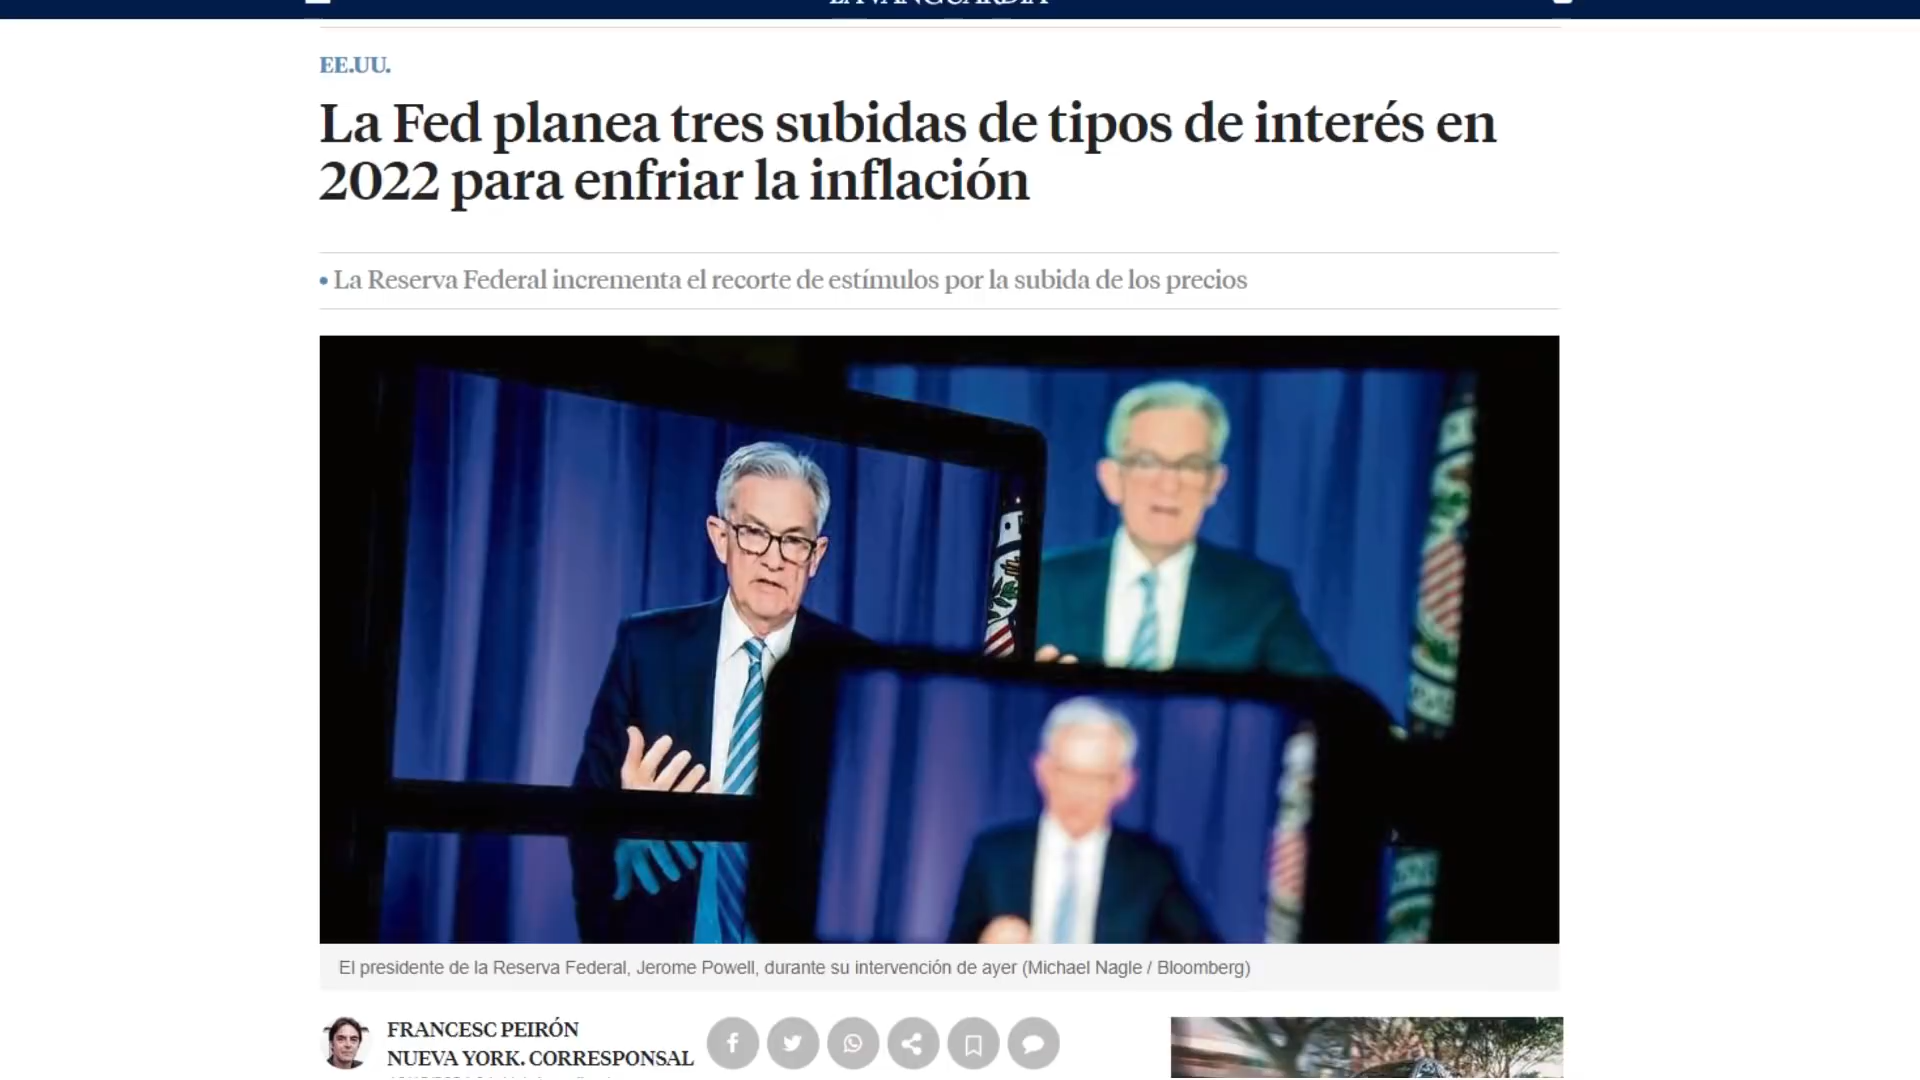 LA VANGUARDIA
EE.UU.
La Fed planea tres subidas de tipos de interés en
2022 para enfriar la inflación
• La Reserva Federal incrementa el recorte de estímulos por la subida de los precios
El presidente de la Reserva Federal, Jerome Powell, durante su intervención de ayer (Michael Nagle / Bloomberg)
FRANCESC PEIRÓN
NUEVA YORK. CORRESPONSAL